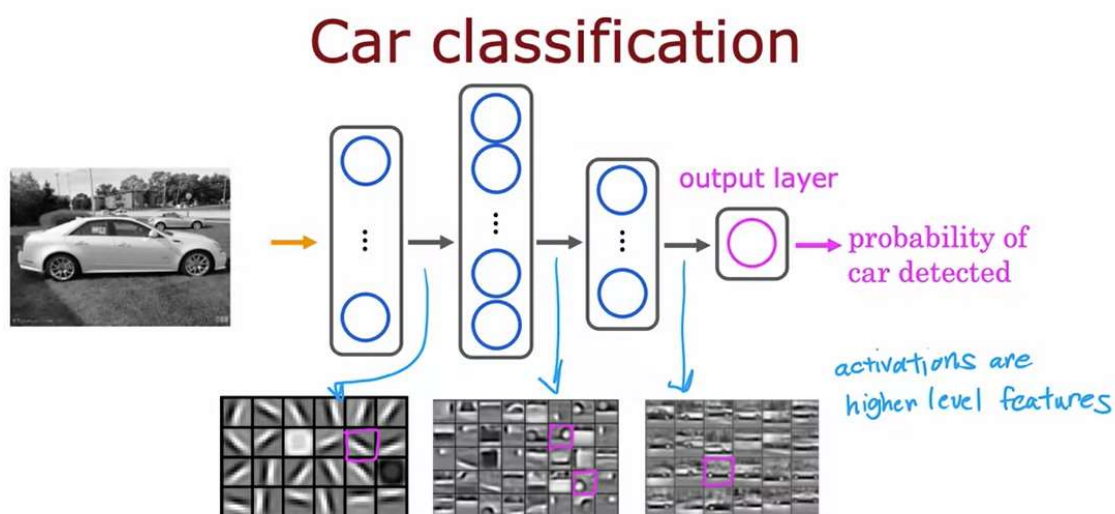 Car classification
output layer
probability of
car detected
activations are
higher level features